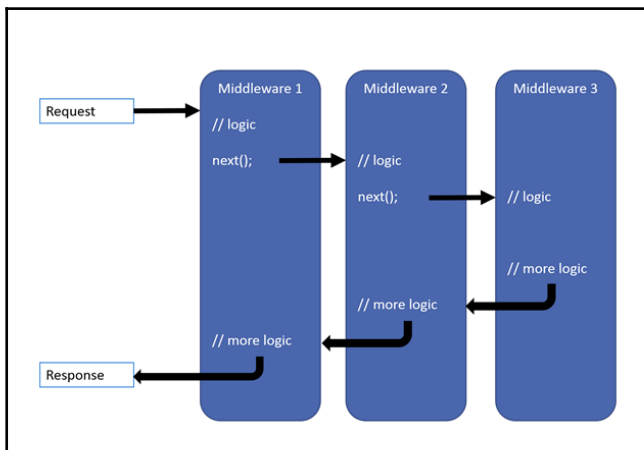 Middleware 1
Middleware 2
Middleware 3
Request
// logic
next();
// logic
next();
// logic
// more logic
// more logic
// more logic
Response